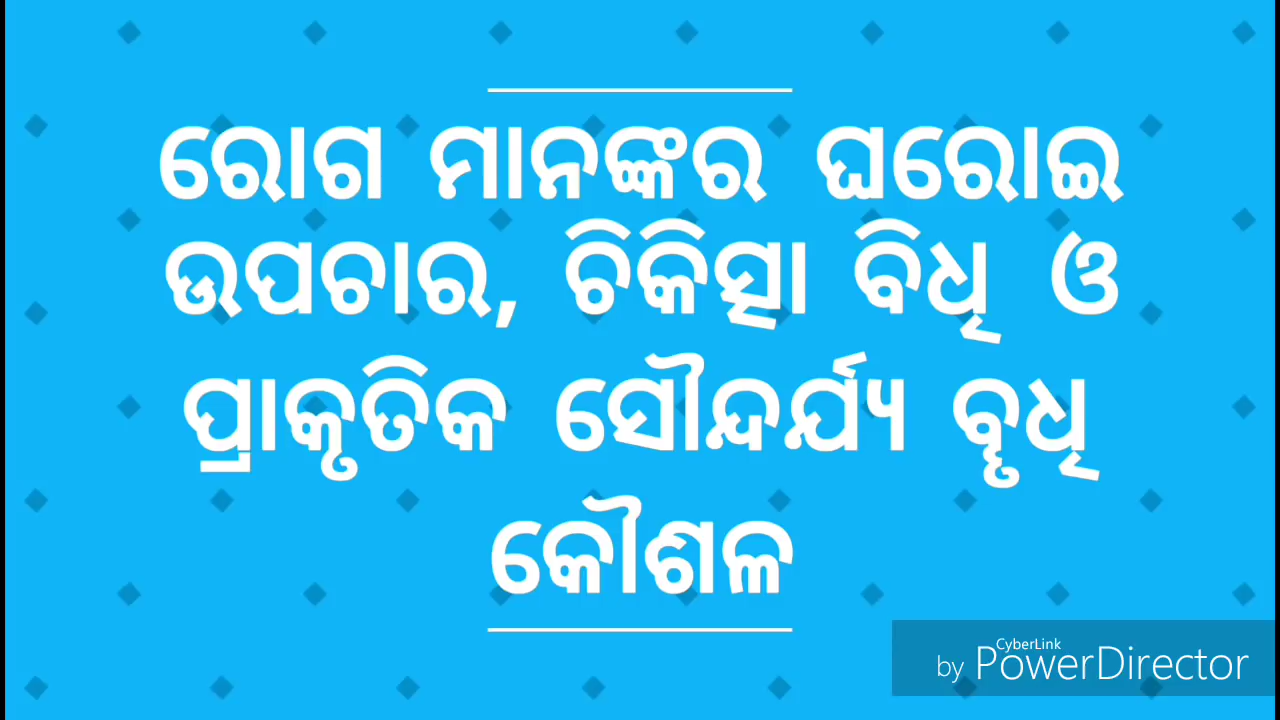 ରୋଗ ମାନଙ୍କର ଘରୋଇ
ଉପଚାର, ଚିକିତ୍ସା ବିଧି ଓ
ପ୍ରାକୃତିକ ସୌନ୍ଦର୍ଯ୍ୟ ବୃଧି
କୌଶଳ
CyberLink
by PowerDirector